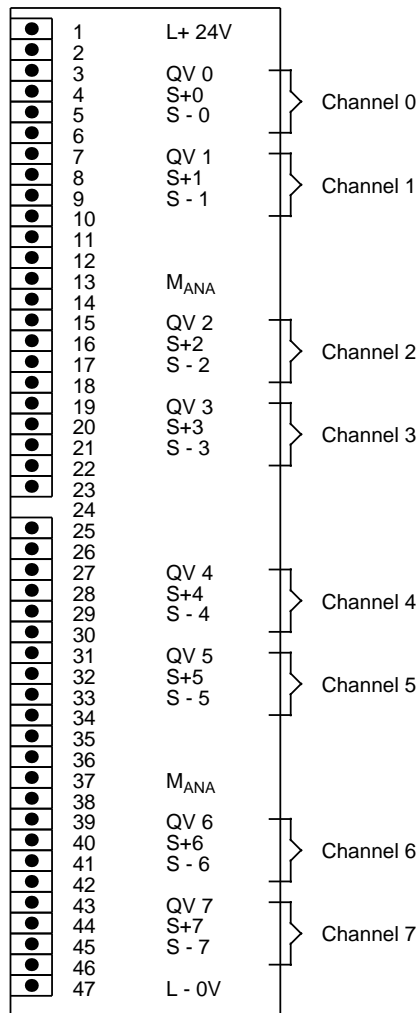 1 L+ 24V
2
3 QV 0
4 S+0 Channel 0
5 S - 0
6
7 QV 1
8 S+1 Channel 1
9 S - 1
10
11
12
13 MANA
14
15 QV 2
16 S+2 Channel 2
17 S - 2
18
19 QV 3
20 S+3 Channel 3
21 S - 3
22
23
24
25
26
27 QV 4
28 S+4 Channel 4
29 S - 4
30
31 QV 5
32 S+5 Channel 5
33 S - 5
34
35
36
37 MANA
38
39 QV 6
40 S+6 Channel 6
41 S - 6
42
43 QV 7
44 S+7 Channel 7
45 S - 7
46
47 L - 0V